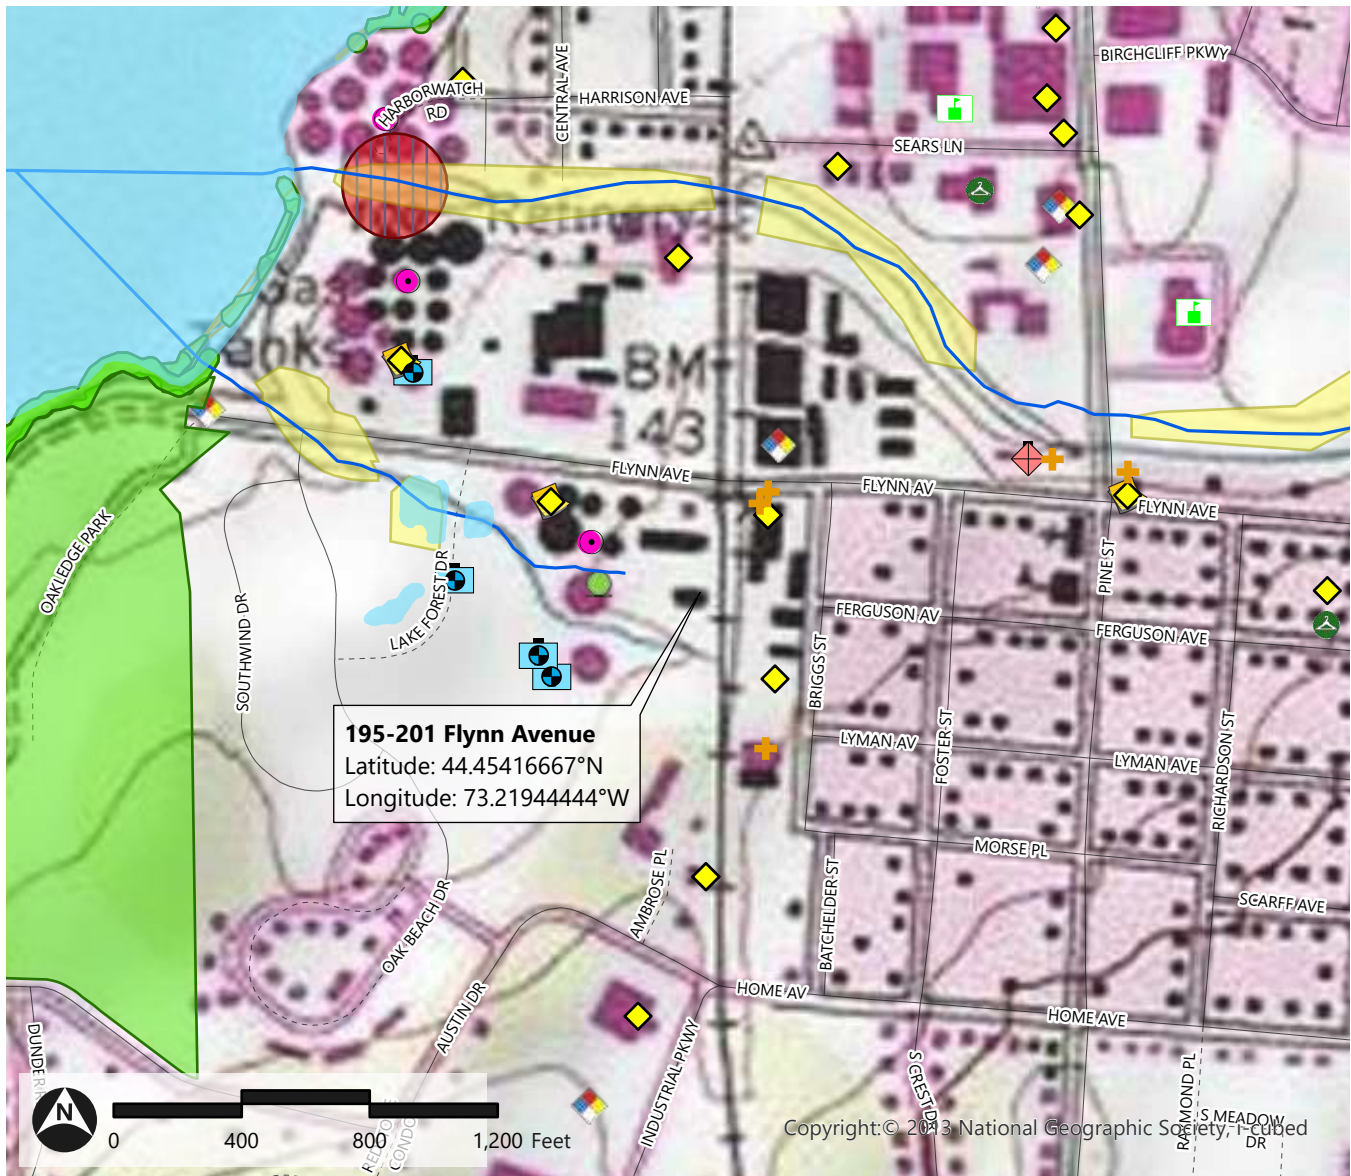 BIRCHCLIFF PKWY
HARBORWATCH
RD
CENTRAL AVE
HARRISON AVE
SEARS LN
BM
143
FLYNN AVE
FLYNN AV
FLYNN AVE
OAKLEDGE PARK
SOUTHWIND DR
LAKE FOREST DR
PINE ST
FERGUSON AV
FERGUSON AVE
BRIGGS ST
FOSTER ST
RICHARDSON ST
195-201 Flynn Avenue
Latitude: 44.45416667°N
Longitude: 73.21944444°W
LYMAN AV
LYMAN AVE
MORSE PL
AMBROSE PL
BATCHELDER ST
SCARFF AVE
OAK BEACH DR
HOME AV
HOME AVE
AUSTIN DR
INDUSTRIAL PKWY
S CREST DR
RAYMOND PL
S MEADOW
DR
N
0 400 800 1,200 Feet
Copyright:© 2013 National Geographic Society, i-cubed